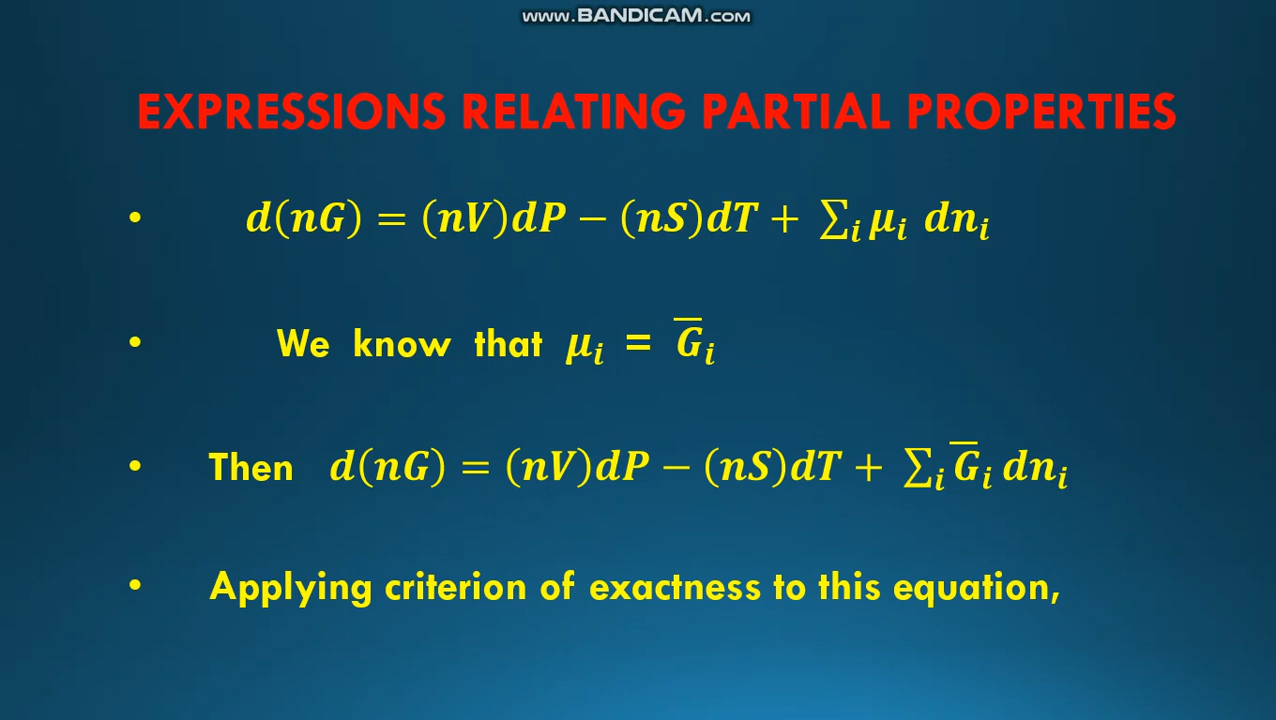 WWW.BANDICAM.COM
EXPRESSIONS RELATING PARTIAL PROPERTIES
• d(nG) = (nV)dP − (nS)dT + ∑ᵢ μᵢ dnᵢ
• We know that μᵢ = G̅ᵢ
• Then d(nG) = (nV)dP − (nS)dT + ∑ᵢ G̅ᵢ dnᵢ
• Applying criterion of exactness to this equation,